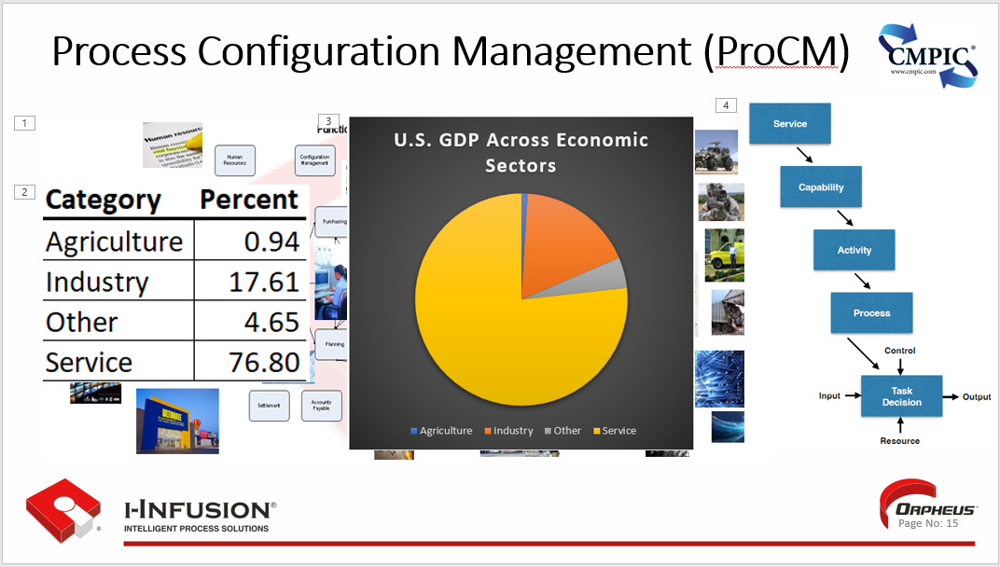 Process Configuration Management (ProCM)
CMPIC®
www.cmpic.com
1
2
3
4
Human resour
Human
Resources
Configuration
Management
Purchasing
Planning
Settlement
Accounts
Payable
ULTIMATE
Category Percent
Agriculture 0.94
Industry 17.61
Other 4.65
Service 76.80
U.S. GDP Across Economic
Sectors
Agriculture Industry Other Service
Service
Capability
Activity
Process
Control
Input
Task
Decision
Output
Resource
I-INFUSION®
INTELLIGENT PROCESS SOLUTIONS
ORPHEUS™
Page No: 15